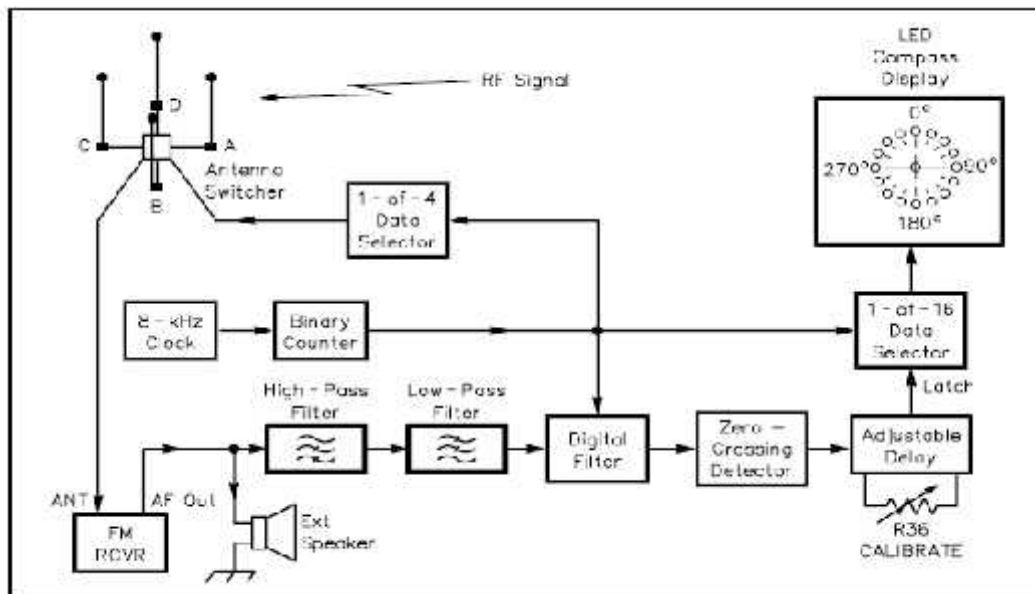 LED
Compass
Display
0°
270°
90°
180°
RF Signal
D
C
A
B
Antenna
Switcher
1-of-4
Data
Selector
8-kHz
Clock
Binary
Counter
1-of-16
Data
Selector
Latch
High-Pass
Filter
Low-Pass
Filter
Digital
Filter
Zero-
Crossing
Detector
Adjustable
Delay
R36
CALIBRATE
ANT
AF Out
FM
RCVR
Ext
Speaker